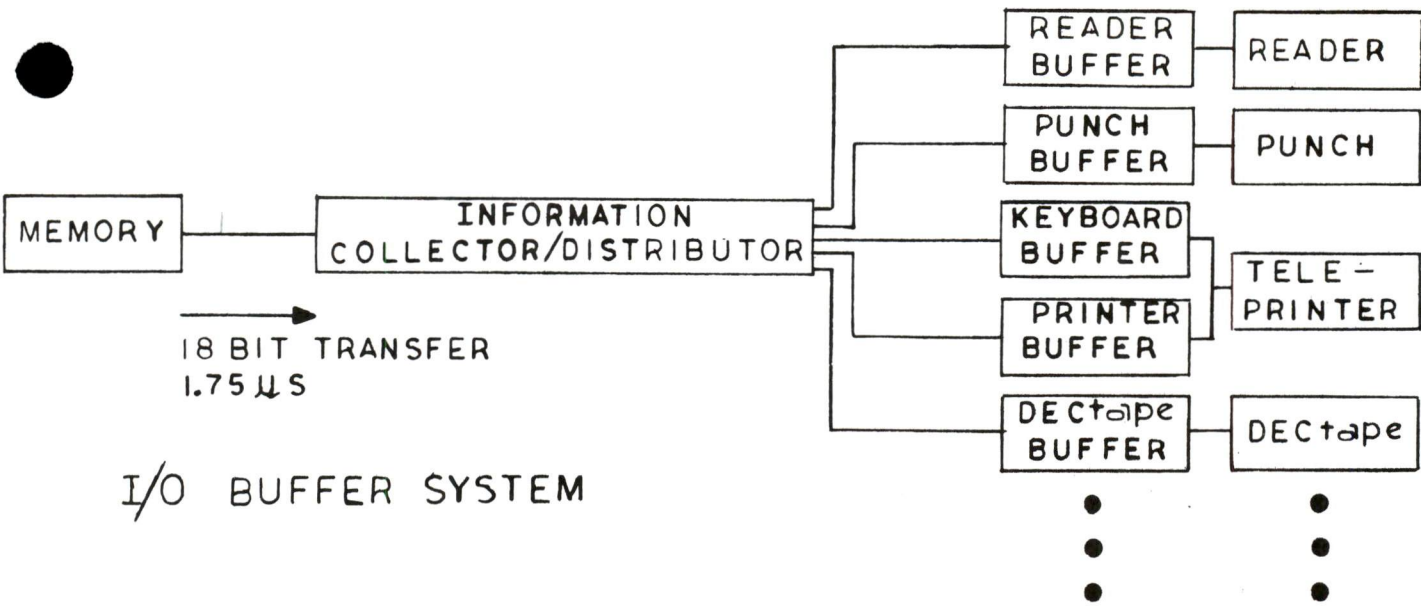 READER
BUFFER
READER
PUNCH
BUFFER
PUNCH
MEMORY
INFORMATION
COLLECTOR/DISTRIBUTOR
KEYBOARD
BUFFER
TELE-
PRINTER
PRINTER
BUFFER
18 BIT TRANSFER
1.75 μS
DECtape
BUFFER
DECtape
I/O BUFFER SYSTEM